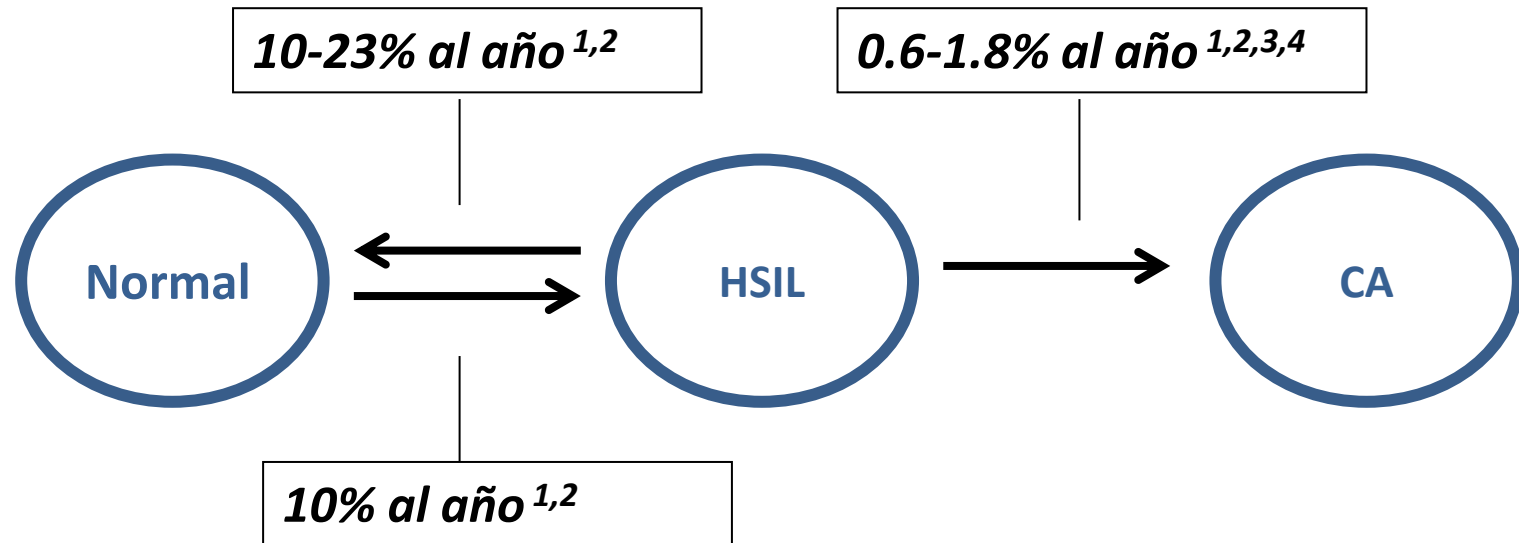 10-23% al año 1,2
0.6-1.8% al año 1,2,3,4
Normal
HSIL
CA
10% al año 1,2